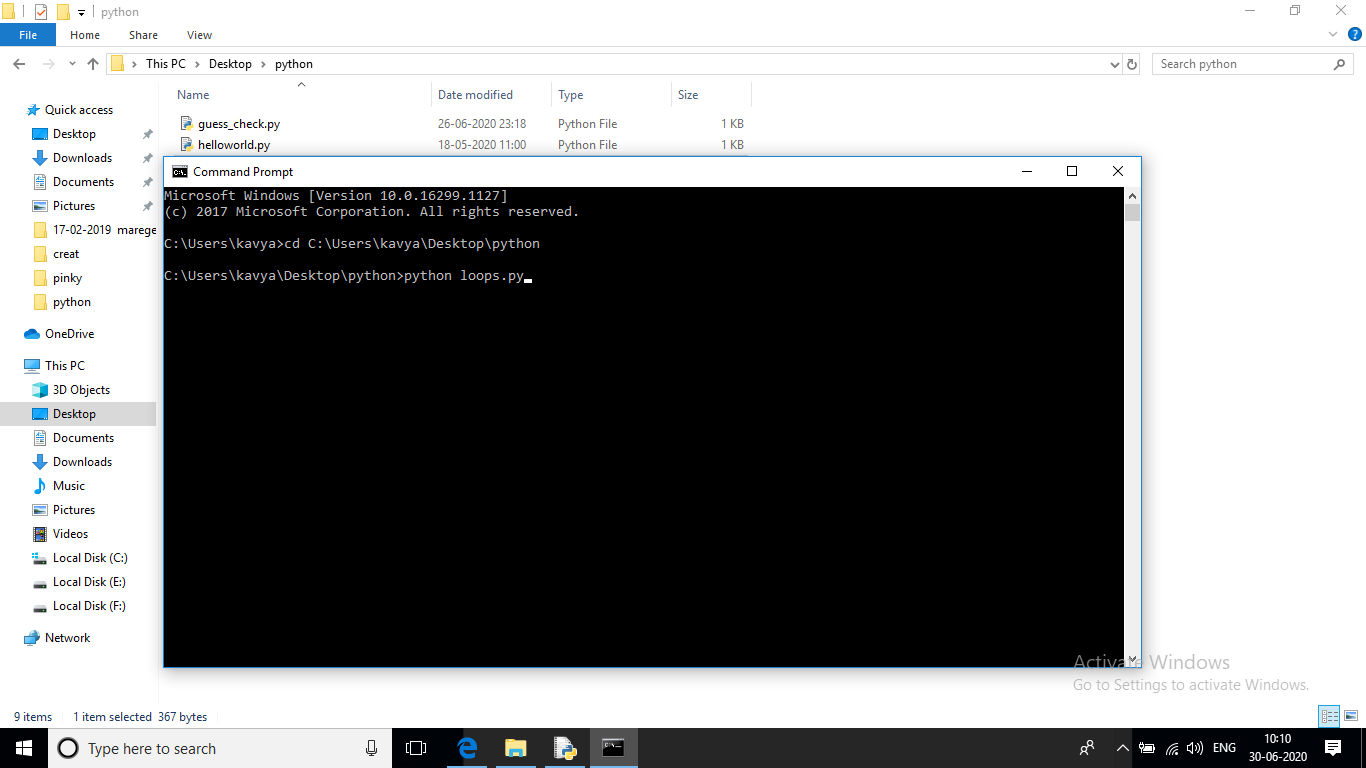 python
File Home Share View
This PC Desktop python
Search python
Name Date modified Type Size
guess_check.py 26-06-2020 23:18 Python File 1 KB
helloworld.py 18-05-2020 11:00 Python File 1 KB
Quick access
Desktop
Downloads
Documents
Pictures
17-02-2019 marege
creat
pinky
python
OneDrive
This PC
3D Objects
Desktop
Documents
Downloads
Music
Pictures
Videos
Local Disk (C:)
Local Disk (E:)
Local Disk (F:)
Network
Command Prompt
Microsoft Windows [Version 10.0.16299.1127]
(c) 2017 Microsoft Corporation. All rights reserved.
C:\Users\kavya>cd C:\Users\kavya\Desktop\python
C:\Users\kavya\Desktop\python>python loops.py
Activate Windows
Go to Settings to activate Windows.
9 items 1 item selected 367 bytes
Type here to search
ENG
10:10
30-06-2020